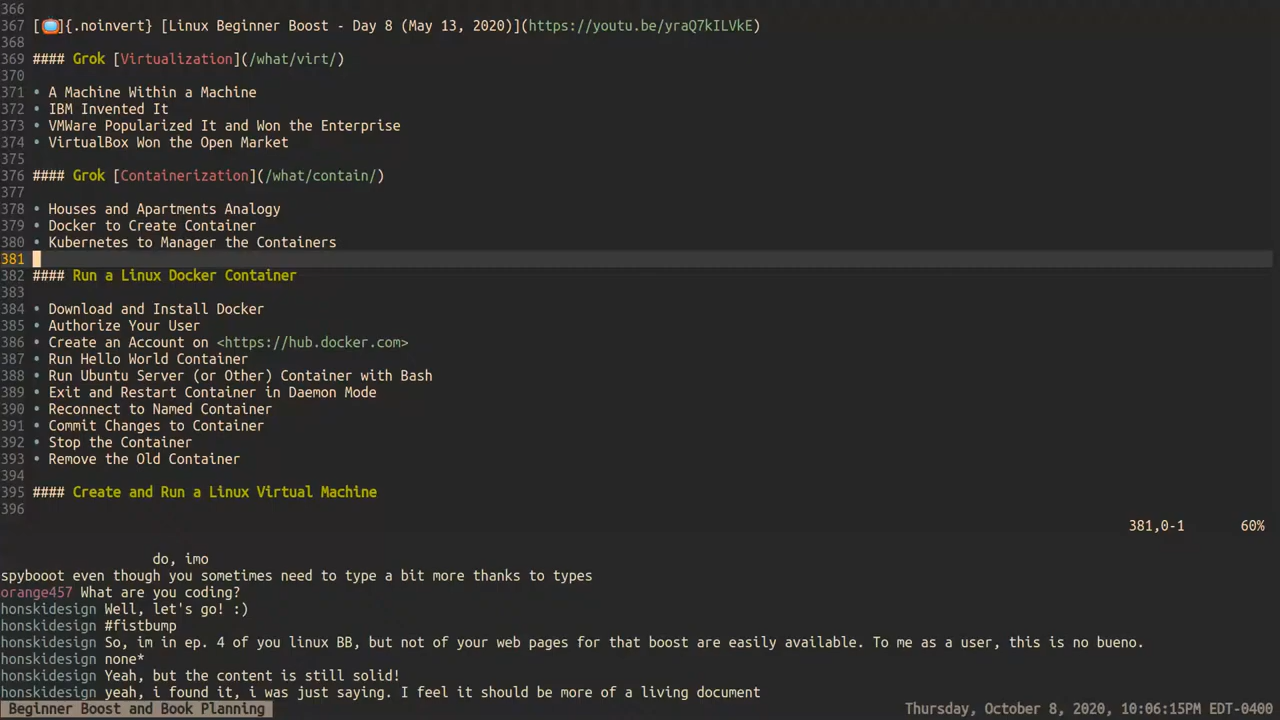 366
367 [📺]{.noinvert} [Linux Beginner Boost - Day 8 (May 13, 2020)](https://youtu.be/yraQ7kILVkE)
368
369 #### Grok [Virtualization](/what/virt/)
370
371 • A Machine Within a Machine
372 • IBM Invented It
373 • VMWare Popularized It and Won the Enterprise
374 • VirtualBox Won the Open Market
375
376 #### Grok [Containerization](/what/contain/)
377
378 • Houses and Apartments Analogy
379 • Docker to Create Container
380 • Kubernetes to Manager the Containers
381
382 #### Run a Linux Docker Container
383
384 • Download and Install Docker
385 • Authorize Your User
386 • Create an Account on <https://hub.docker.com>
387 • Run Hello World Container
388 • Run Ubuntu Server (or Other) Container with Bash
389 • Exit and Restart Container in Daemon Mode
390 • Reconnect to Named Container
391 • Commit Changes to Container
392 • Stop the Container
393 • Remove the Old Container
394
395 #### Create and Run a Linux Virtual Machine
396
381,0-1 60%
do, imo
spybooot even though you sometimes need to type a bit more thanks to types
orange457 What are you coding?
honskidesign Well, let's go! :)
honskidesign #fistbump
honskidesign So, im in ep. 4 of you linux BB, but not of your web pages for that boost are easily available. To me as a user, this is no bueno.
honskidesign none*
honskidesign Yeah, but the content is still solid!
honskidesign yeah, i found it, i was just saying. I feel it should be more of a living document
Beginner Boost and Book Planning Thursday, October 8, 2020, 10:06:15PM EDT-0400